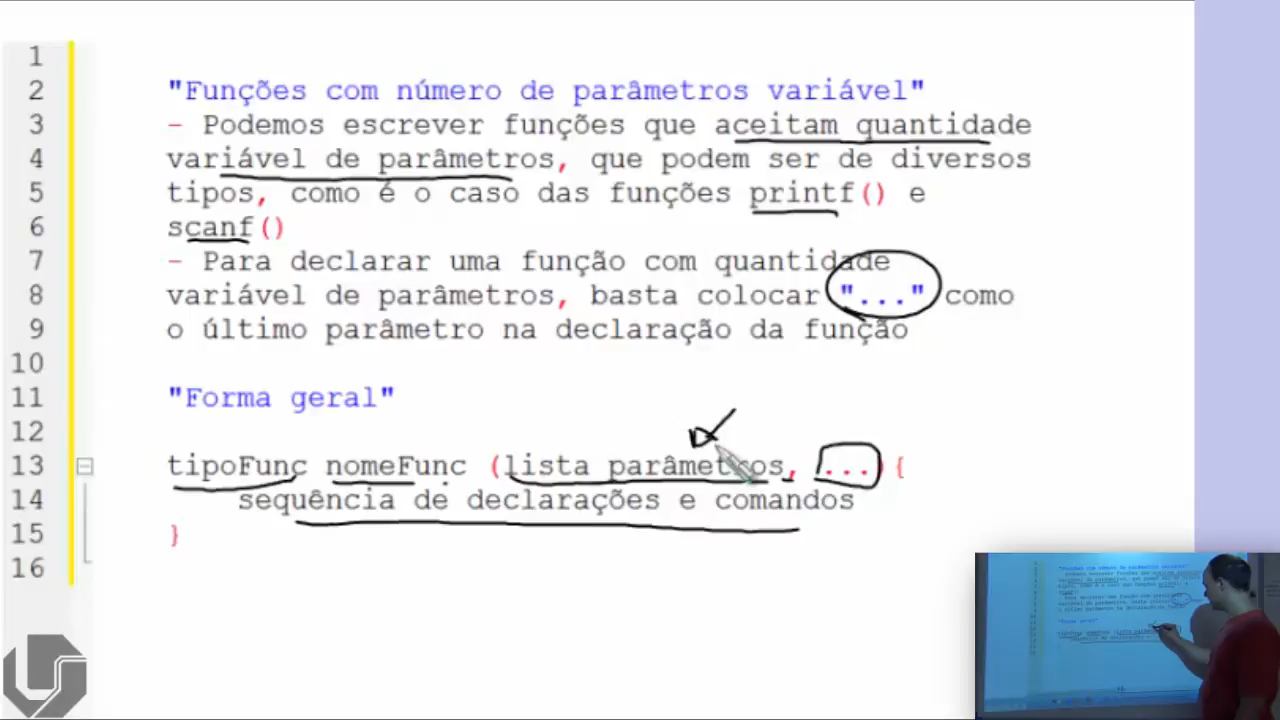 1
2 "Funções com número de parâmetros variável"
3 - Podemos escrever funções que aceitam quantidade
4 variável de parâmetros, que podem ser de diversos
5 tipos, como é o caso das funções printf() e
6 scanf()
7 - Para declarar uma função com quantidade
8 variável de parâmetros, basta colocar "..." como
9 o último parâmetro na declaração da função
10
11 "Forma geral"
12
13 tipoFunc nomeFunc (lista parâmetros, ...){
14 sequência de declarações e comandos
15 }
16